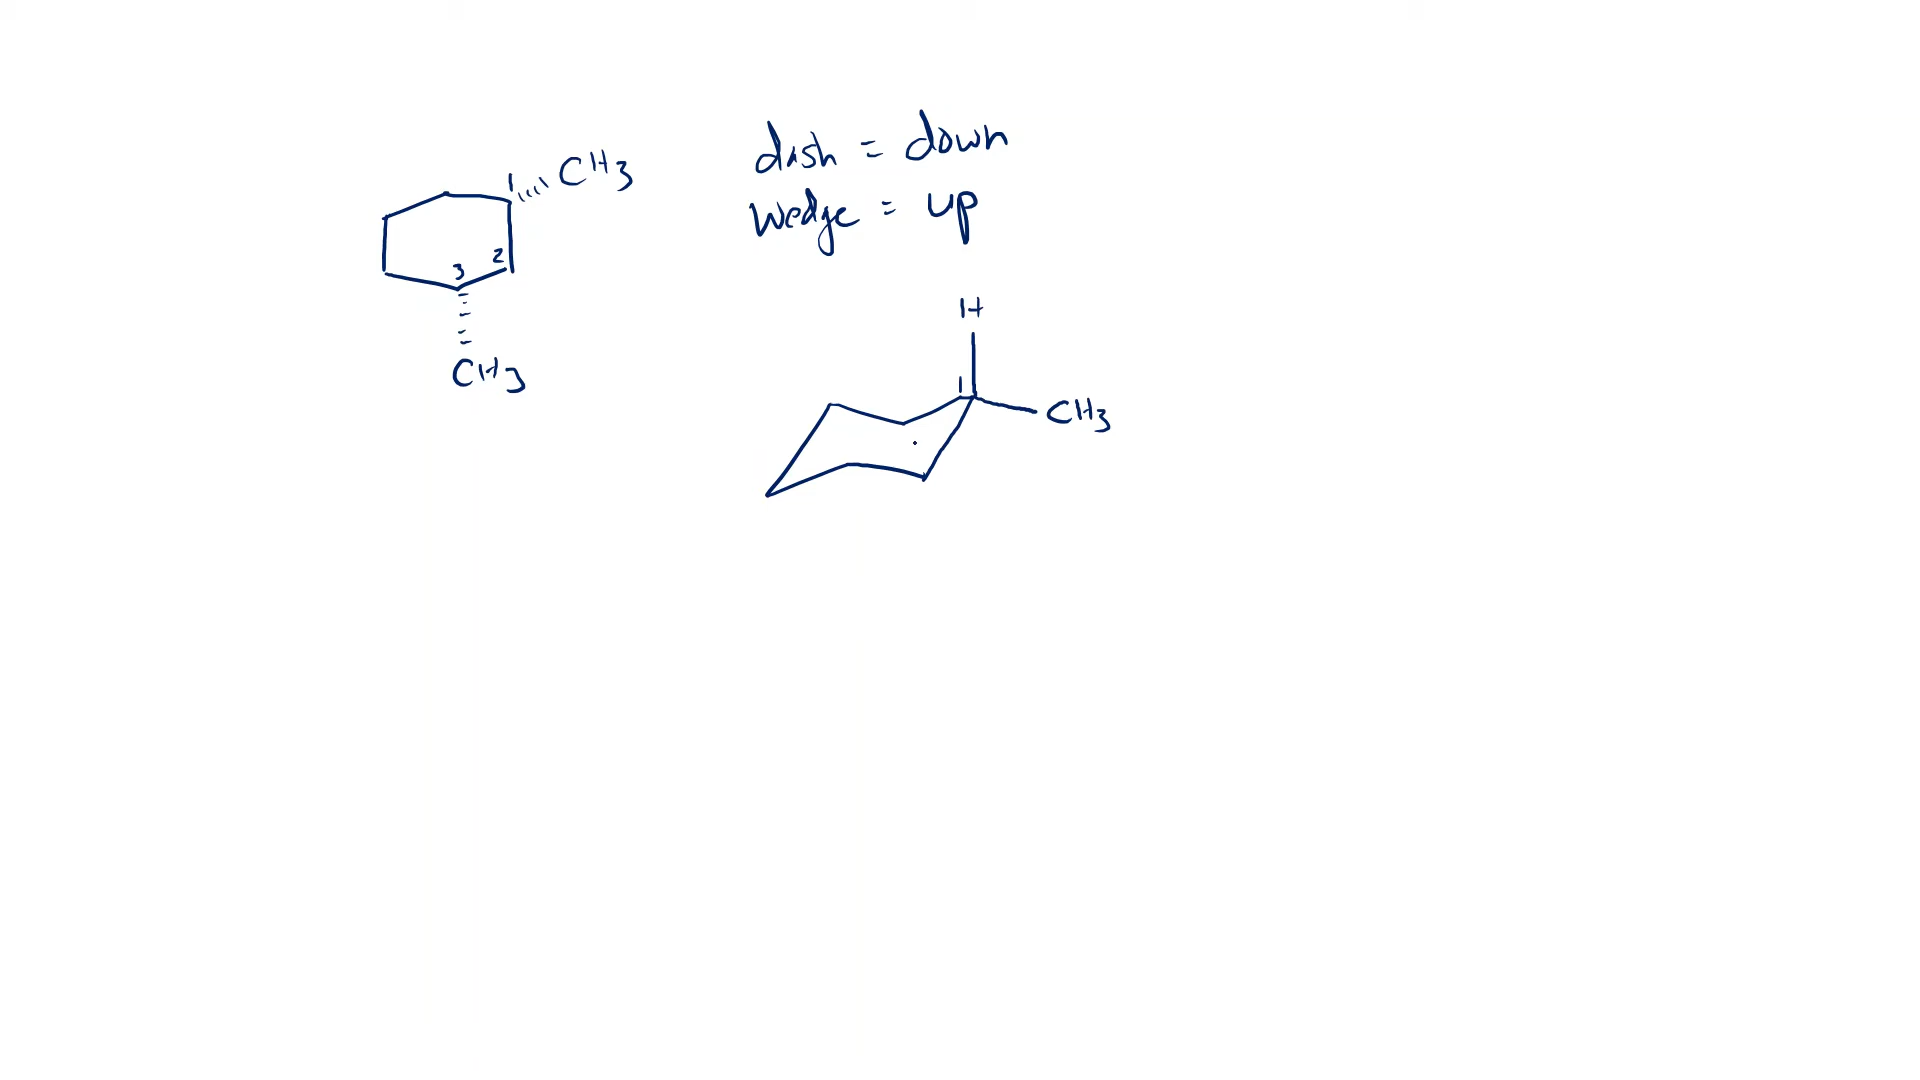 dash = down
wedge = up
1 CH3
2
3
CH3
H
1
CH3